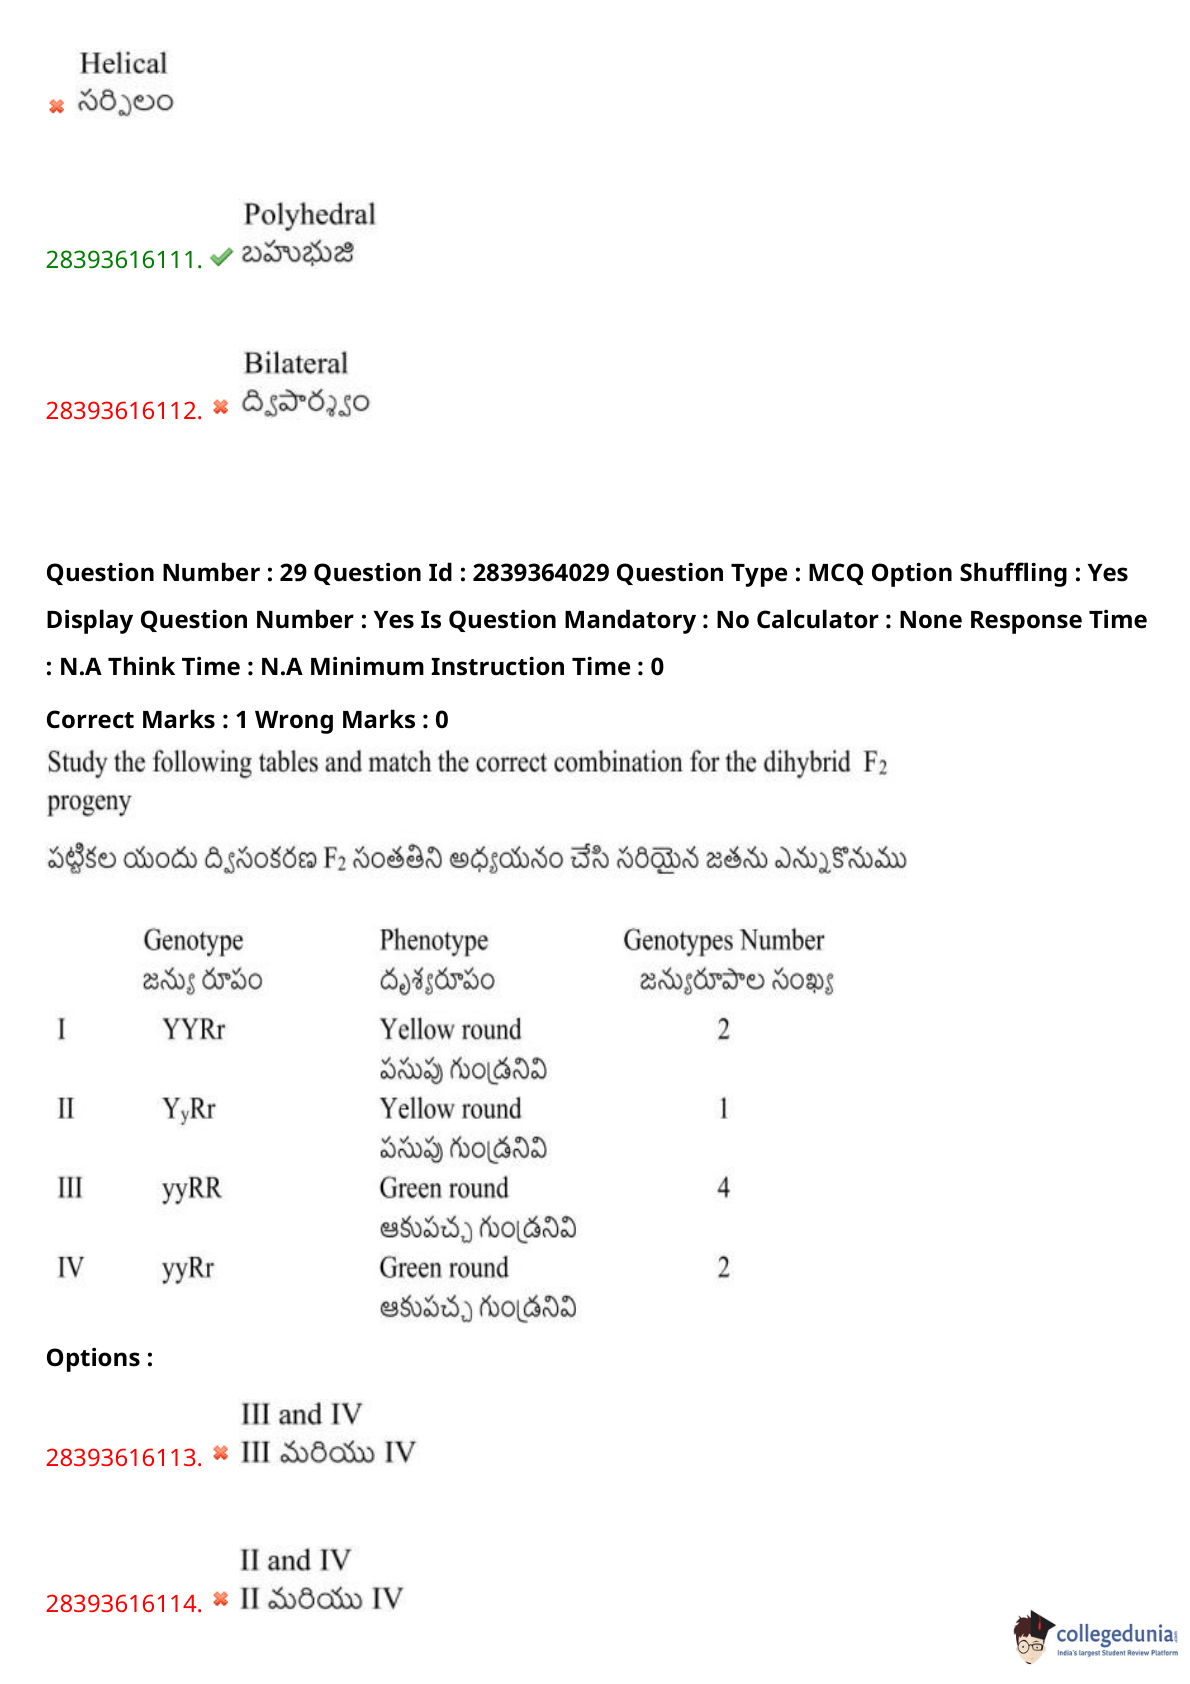 Helical
సర్పిలం
Polyhedral
28393616111. బహుభుజి
Bilateral
28393616112. ద్విపార్శ్వం
Question Number : 29 Question Id : 2839364029 Question Type : MCQ Option Shuffling : Yes
Display Question Number : Yes Is Question Mandatory : No Calculator : None Response Time
: N.A Think Time : N.A Minimum Instruction Time : 0
Correct Marks : 1 Wrong Marks : 0
Study the following tables and match the correct combination for the dihybrid F2
progeny
పట్టికల యందు ద్విసంకరణ F2 సంతతిని అధ్యయనం చేసి సరియైన జతను ఎన్నుకొనుము
Genotype Phenotype Genotypes Number
జన్యు రూపం దృశ్యరూపం జన్యురూపాల సంఖ్య
I YYRr Yellow round 2
పసుపు గుండ్రనివి
II YyRr Yellow round 1
పసుపు గుండ్రనివి
III yyRR Green round 4
ఆకుపచ్చ గుండ్రనివి
IV yyRr Green round 2
ఆకుపచ్చ గుండ్రనివి
Options :
III and IV
28393616113. III మరియు IV
II and IV
28393616114. II మరియు IV
collegedunia
India's largest Student Review Platform